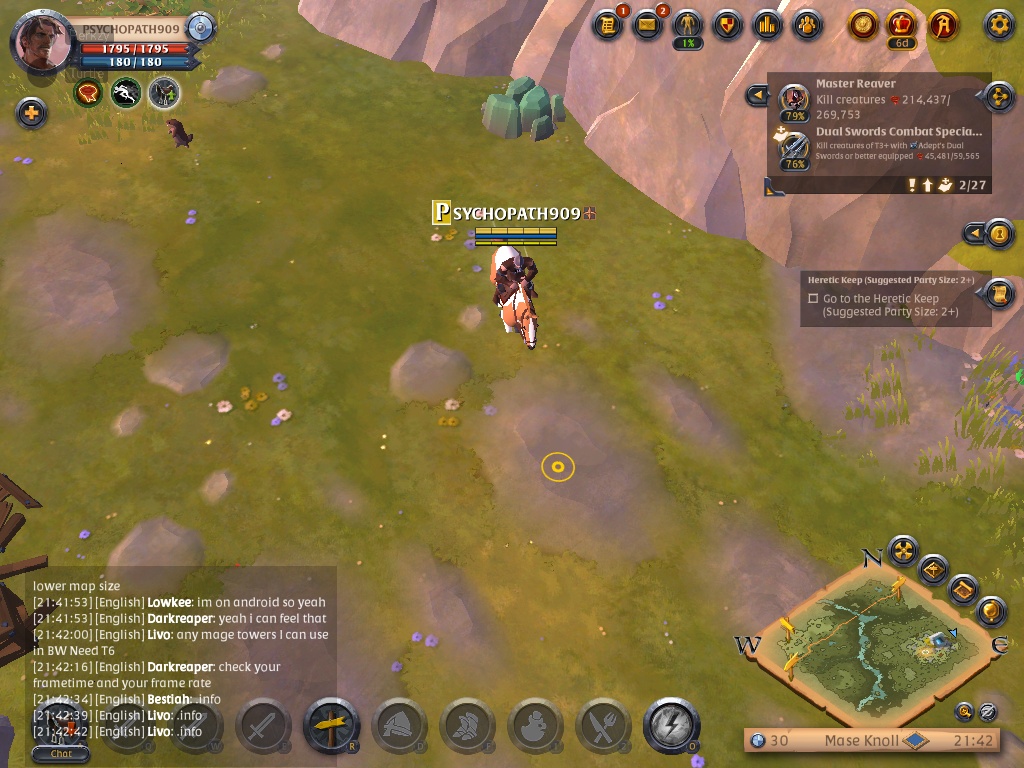 PSYCHOPATH909
1795 / 1795
180 / 180
1
2
1%
6d
Master Reaver
Kill creatures 214,437/
269,753
79%
Dual Swords Combat Specia...
Kill creatures of T3+ with Adept's Dual
Swords or better equipped 45,481/59,565
76%
2/27
PSYCHOPATH909
Heretic Keep (Suggested Party Size: 2+)
Go to the Heretic Keep
(Suggested Party Size: 2+)
lower map size
[21:41:53] [English] Lowkee: im on android so yeah
[21:41:53] [English] Darkreaper: yeah i can feel that
[21:42:00] [English] Livo: any mage towers I can use
in BW Need T6
[21:42:16] [English] Darkreaper: check your
frametime and your frame rate
[21:42:34] [English] Bestiah: .info
[21:42:39] [English] Livo: .info
[21:42:42] [English] Livo: .info
Chat
W
R
O
N
W
E
30
Mase Knoll
21:42